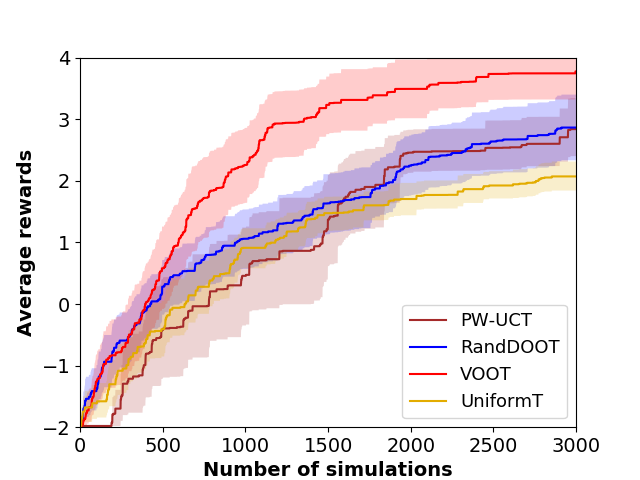 4
3
2
1
0
−1
−2
Average rewards
PW-UCT
RandDOOT
VOOT
UniformT
0 500 1000 1500 2000 2500 3000
Number of simulations